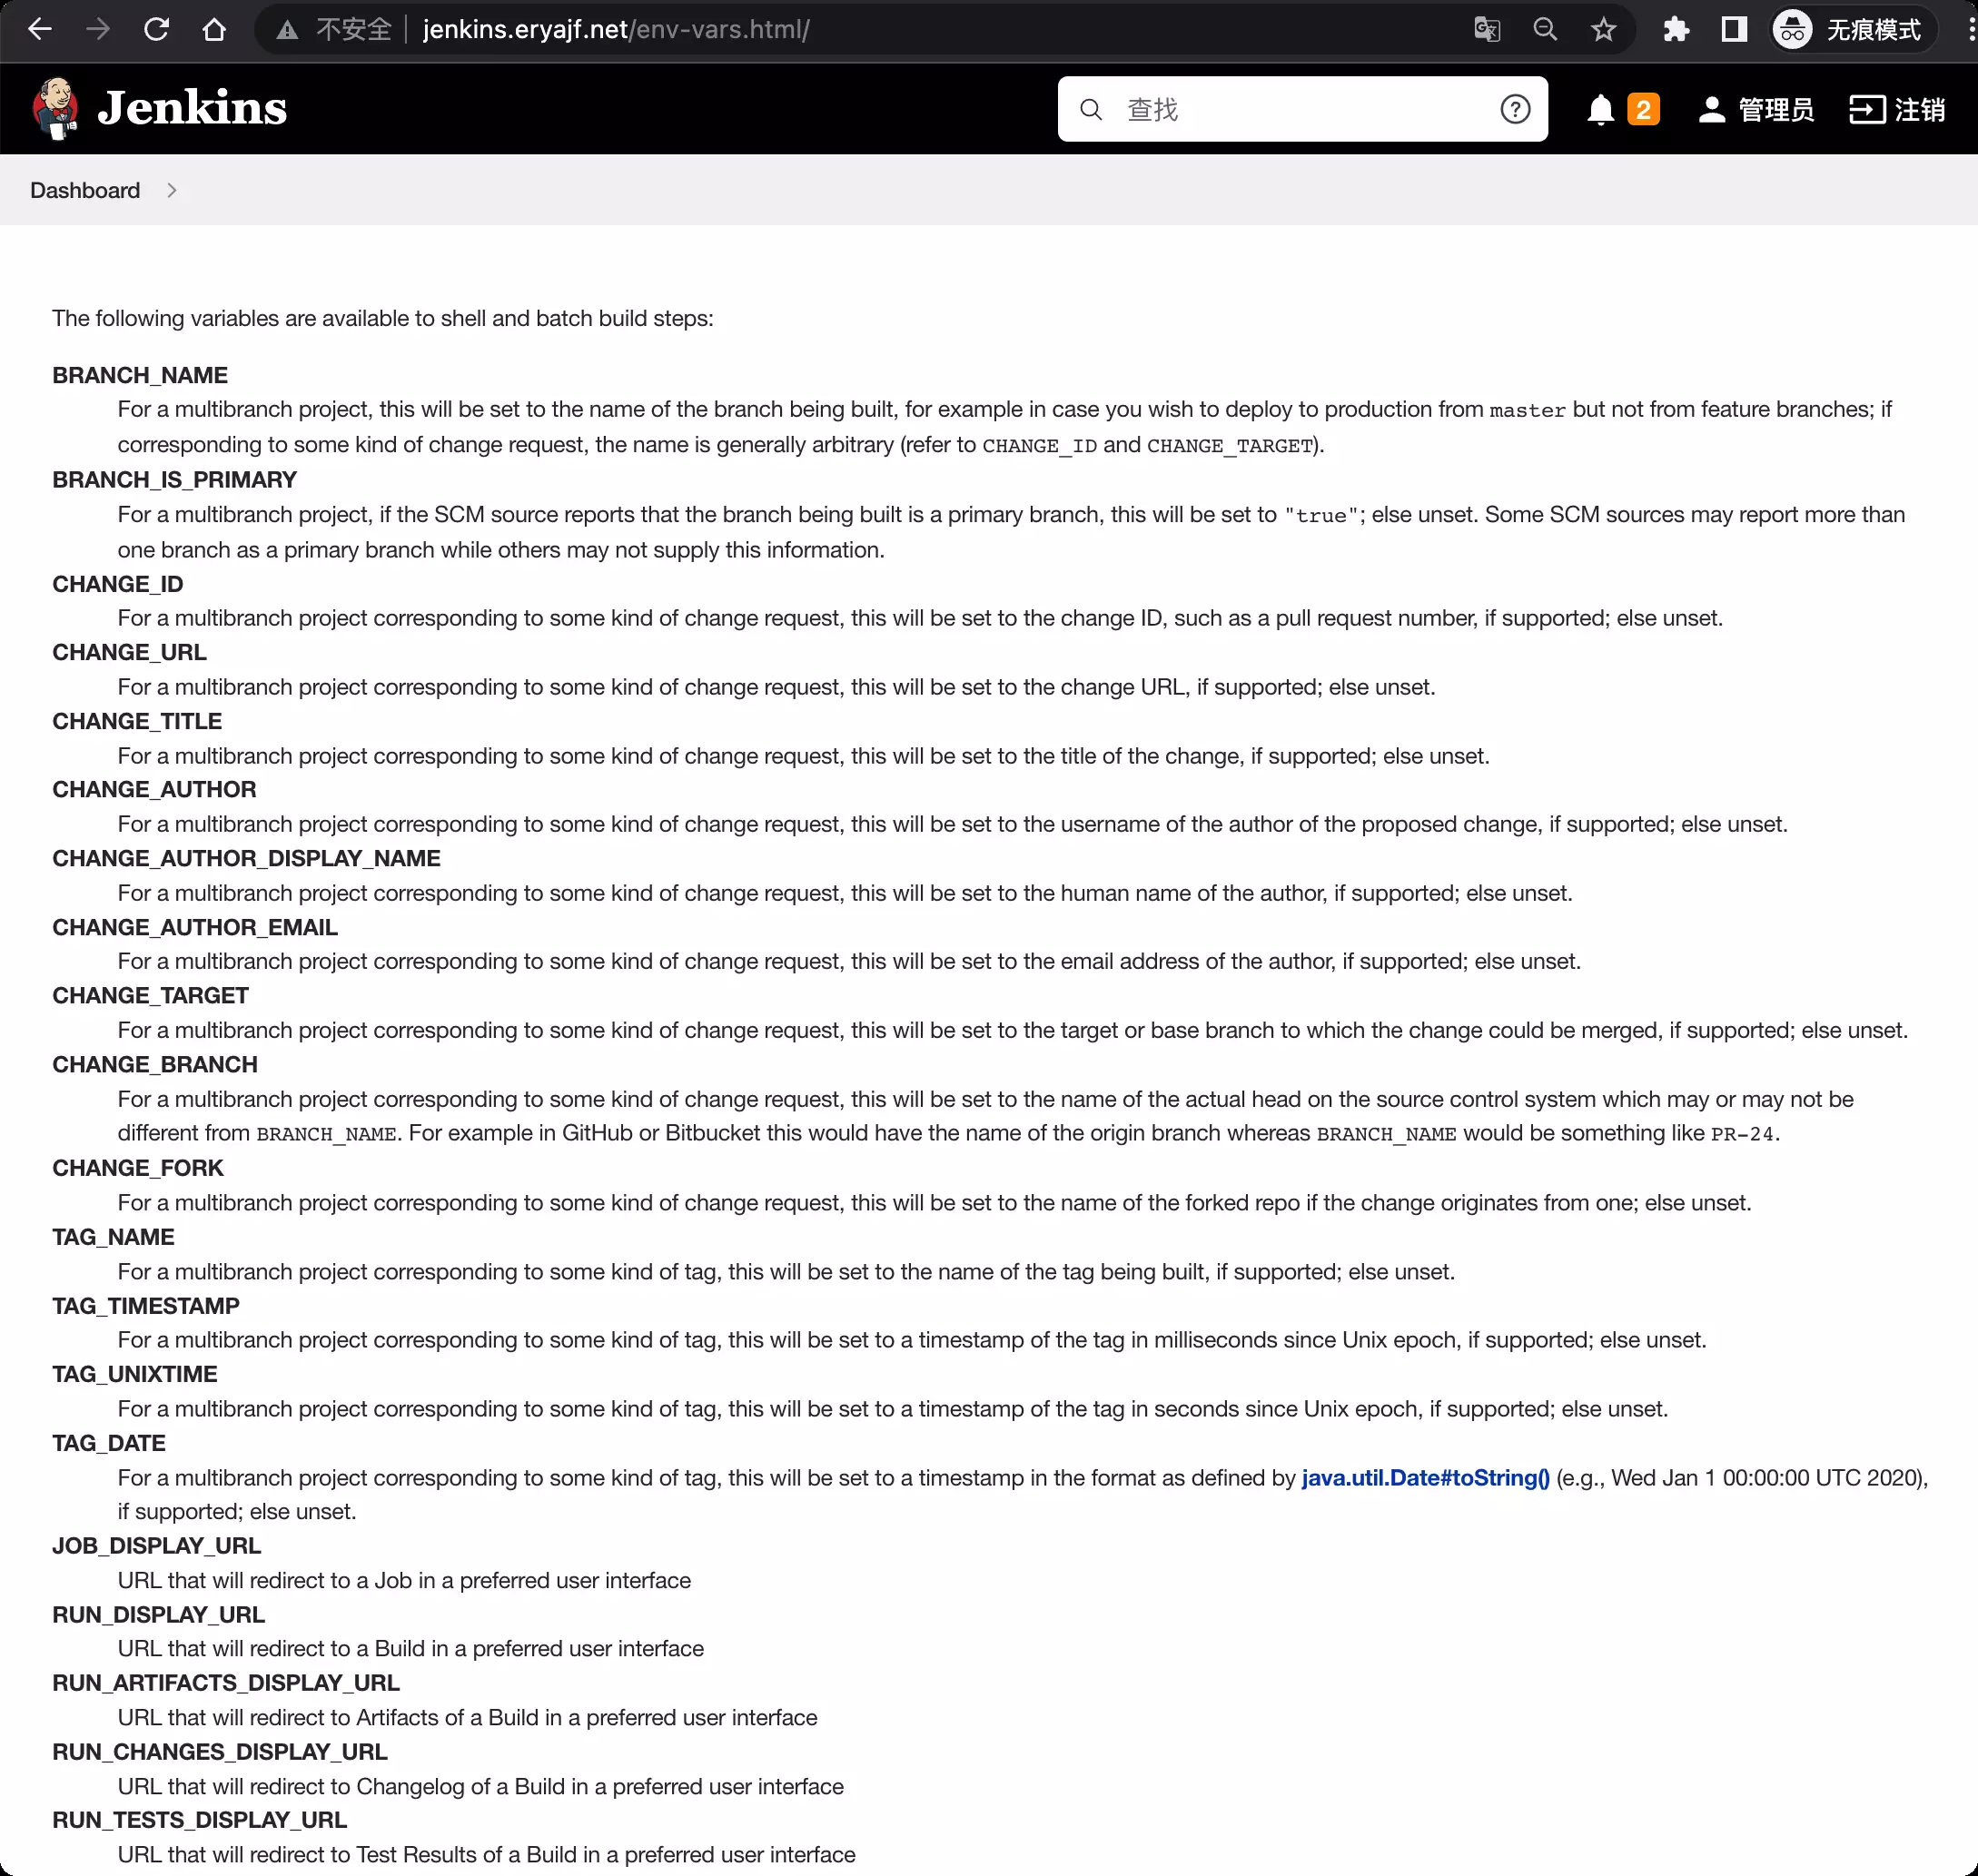 不安全 jenkins.eryajf.net/env-vars.html/ 无痕模式
Jenkins 查找 2 管理员 注销
Dashboard
The following variables are available to shell and batch build steps:
BRANCH_NAME
For a multibranch project, this will be set to the name of the branch being built, for example in case you wish to deploy to production from master but not from feature branches; if
corresponding to some kind of change request, the name is generally arbitrary (refer to CHANGE_ID and CHANGE_TARGET).
BRANCH_IS_PRIMARY
For a multibranch project, if the SCM source reports that the branch being built is a primary branch, this will be set to "true"; else unset. Some SCM sources may report more than
one branch as a primary branch while others may not supply this information.
CHANGE_ID
For a multibranch project corresponding to some kind of change request, this will be set to the change ID, such as a pull request number, if supported; else unset.
CHANGE_URL
For a multibranch project corresponding to some kind of change request, this will be set to the change URL, if supported; else unset.
CHANGE_TITLE
For a multibranch project corresponding to some kind of change request, this will be set to the title of the change, if supported; else unset.
CHANGE_AUTHOR
For a multibranch project corresponding to some kind of change request, this will be set to the username of the author of the proposed change, if supported; else unset.
CHANGE_AUTHOR_DISPLAY_NAME
For a multibranch project corresponding to some kind of change request, this will be set to the human name of the author, if supported; else unset.
CHANGE_AUTHOR_EMAIL
For a multibranch project corresponding to some kind of change request, this will be set to the email address of the author, if supported; else unset.
CHANGE_TARGET
For a multibranch project corresponding to some kind of change request, this will be set to the target or base branch to which the change could be merged, if supported; else unset.
CHANGE_BRANCH
For a multibranch project corresponding to some kind of change request, this will be set to the name of the actual head on the source control system which may or may not be
different from BRANCH_NAME. For example in GitHub or Bitbucket this would have the name of the origin branch whereas BRANCH_NAME would be something like PR-24.
CHANGE_FORK
For a multibranch project corresponding to some kind of change request, this will be set to the name of the forked repo if the change originates from one; else unset.
TAG_NAME
For a multibranch project corresponding to some kind of tag, this will be set to the name of the tag being built, if supported; else unset.
TAG_TIMESTAMP
For a multibranch project corresponding to some kind of tag, this will be set to a timestamp of the tag in milliseconds since Unix epoch, if supported; else unset.
TAG_UNIXTIME
For a multibranch project corresponding to some kind of tag, this will be set to a timestamp of the tag in seconds since Unix epoch, if supported; else unset.
TAG_DATE
For a multibranch project corresponding to some kind of tag, this will be set to a timestamp in the format as defined by java.util.Date#toString() (e.g., Wed Jan 1 00:00:00 UTC 2020),
if supported; else unset.
JOB_DISPLAY_URL
URL that will redirect to a Job in a preferred user interface
RUN_DISPLAY_URL
URL that will redirect to a Build in a preferred user interface
RUN_ARTIFACTS_DISPLAY_URL
URL that will redirect to Artifacts of a Build in a preferred user interface
RUN_CHANGES_DISPLAY_URL
URL that will redirect to Changelog of a Build in a preferred user interface
RUN_TESTS_DISPLAY_URL
URL that will redirect to Test Results of a Build in a preferred user interface